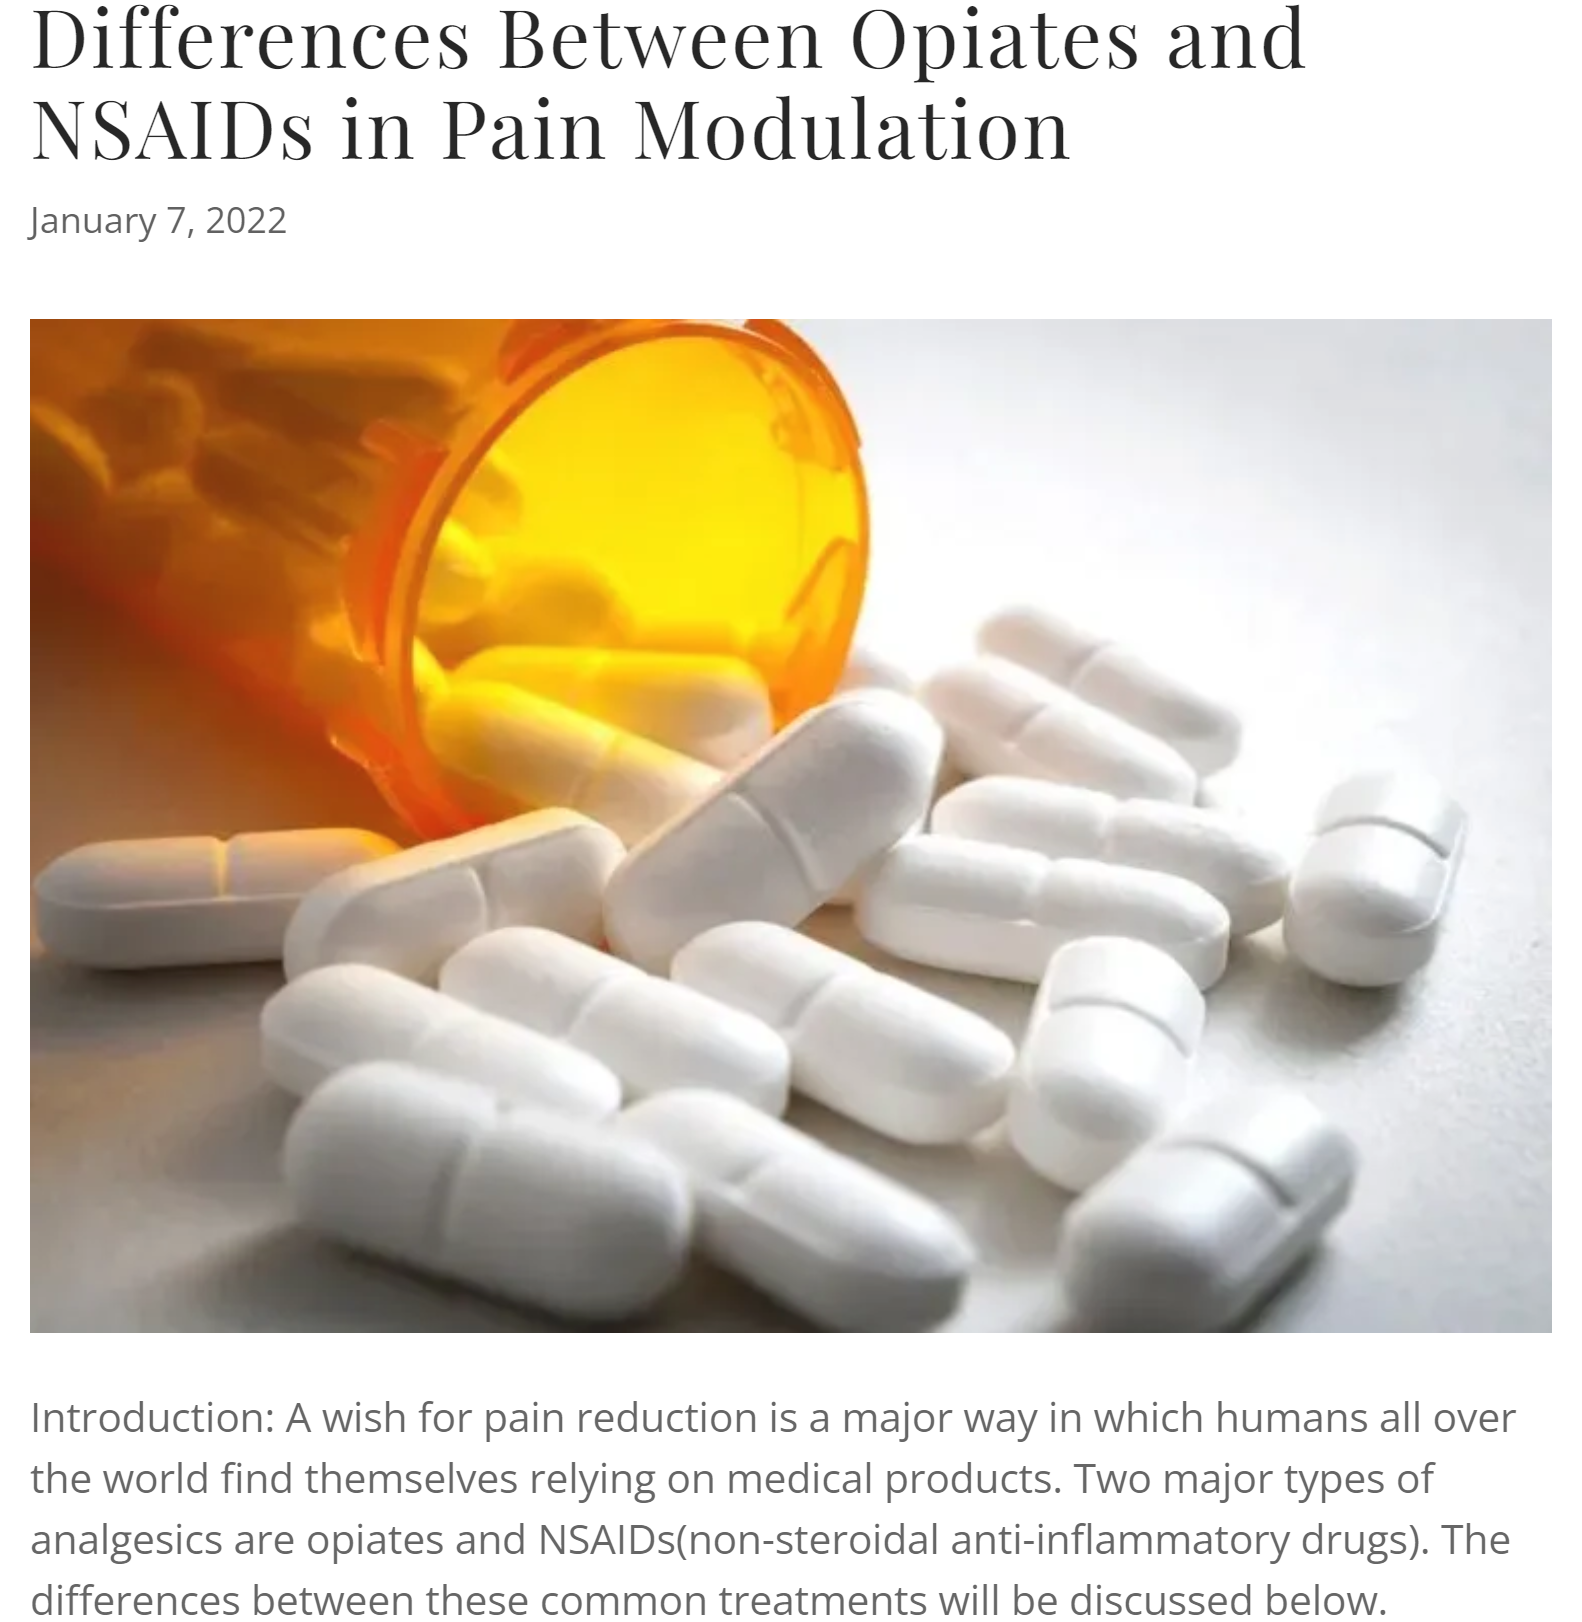 Differences Between Opiates and
NSAIDs in Pain Modulation
January 7, 2022
Introduction: A wish for pain reduction is a major way in which humans all over
the world find themselves relying on medical products. Two major types of
analgesics are opiates and NSAIDs(non-steroidal anti-inflammatory drugs). The
differences between these common treatments will be discussed below.